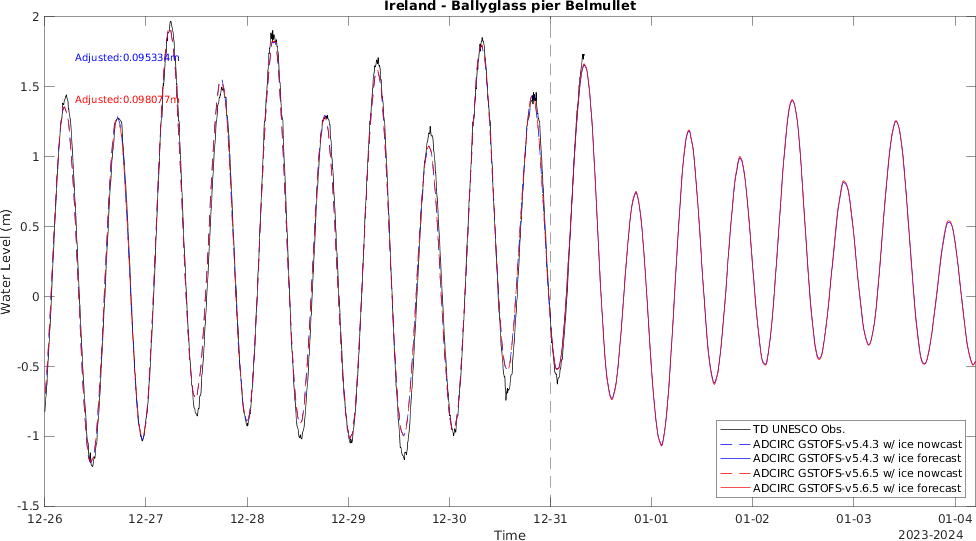 Ireland - Ballyglass pier Belmullet
2
1.5
1
0.5
0
-0.5
-1
-1.5
Water Level (m)
Adjusted:0.095334m
Adjusted:0.098077m
TD UNESCO Obs.
ADCIRC GSTOFS-v5.4.3 w/ ice nowcast
ADCIRC GSTOFS-v5.4.3 w/ ice forecast
ADCIRC GSTOFS-v5.6.5 w/ ice nowcast
ADCIRC GSTOFS-v5.6.5 w/ ice forecast
12-26 12-27 12-28 12-29 12-30 12-31 01-01 01-02 01-03 01-04
Time
2023-2024